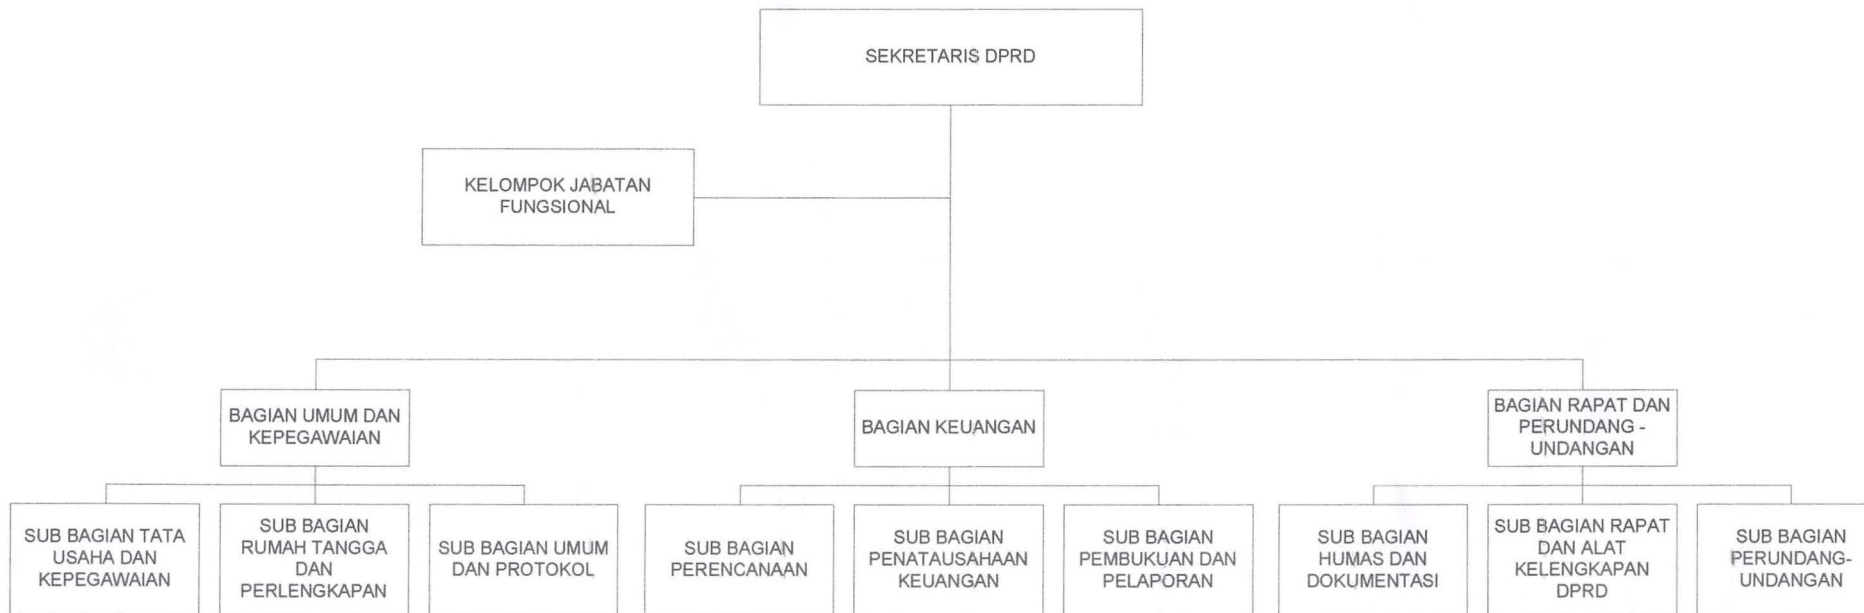 SEKRETARIS DPRD
KELOMPOK JABATAN
FUNGSIONAL
BAGIAN UMUM DAN
KEPEGAWAIAN
BAGIAN KEUANGAN
BAGIAN RAPAT DAN
PERUNDANG -
UNDANGAN
SUB BAGIAN TATA
USAHA DAN
KEPEGAWAIAN
SUB BAGIAN
RUMAH TANGGA
DAN
PERLENGKAPAN
SUB BAGIAN UMUM
DAN PROTOKOL
SUB BAGIAN
PERENCANAAN
SUB BAGIAN
PENATAUSAHAAN
KEUANGAN
SUB BAGIAN
PEMBUKUAN DAN
PELAPORAN
SUB BAGIAN
HUMAS DAN
DOKUMENTASI
SUB BAGIAN RAPAT
DAN ALAT
KELENGKAPAN
DPRD
SUB BAGIAN
PERUNDANG-
UNDANGAN